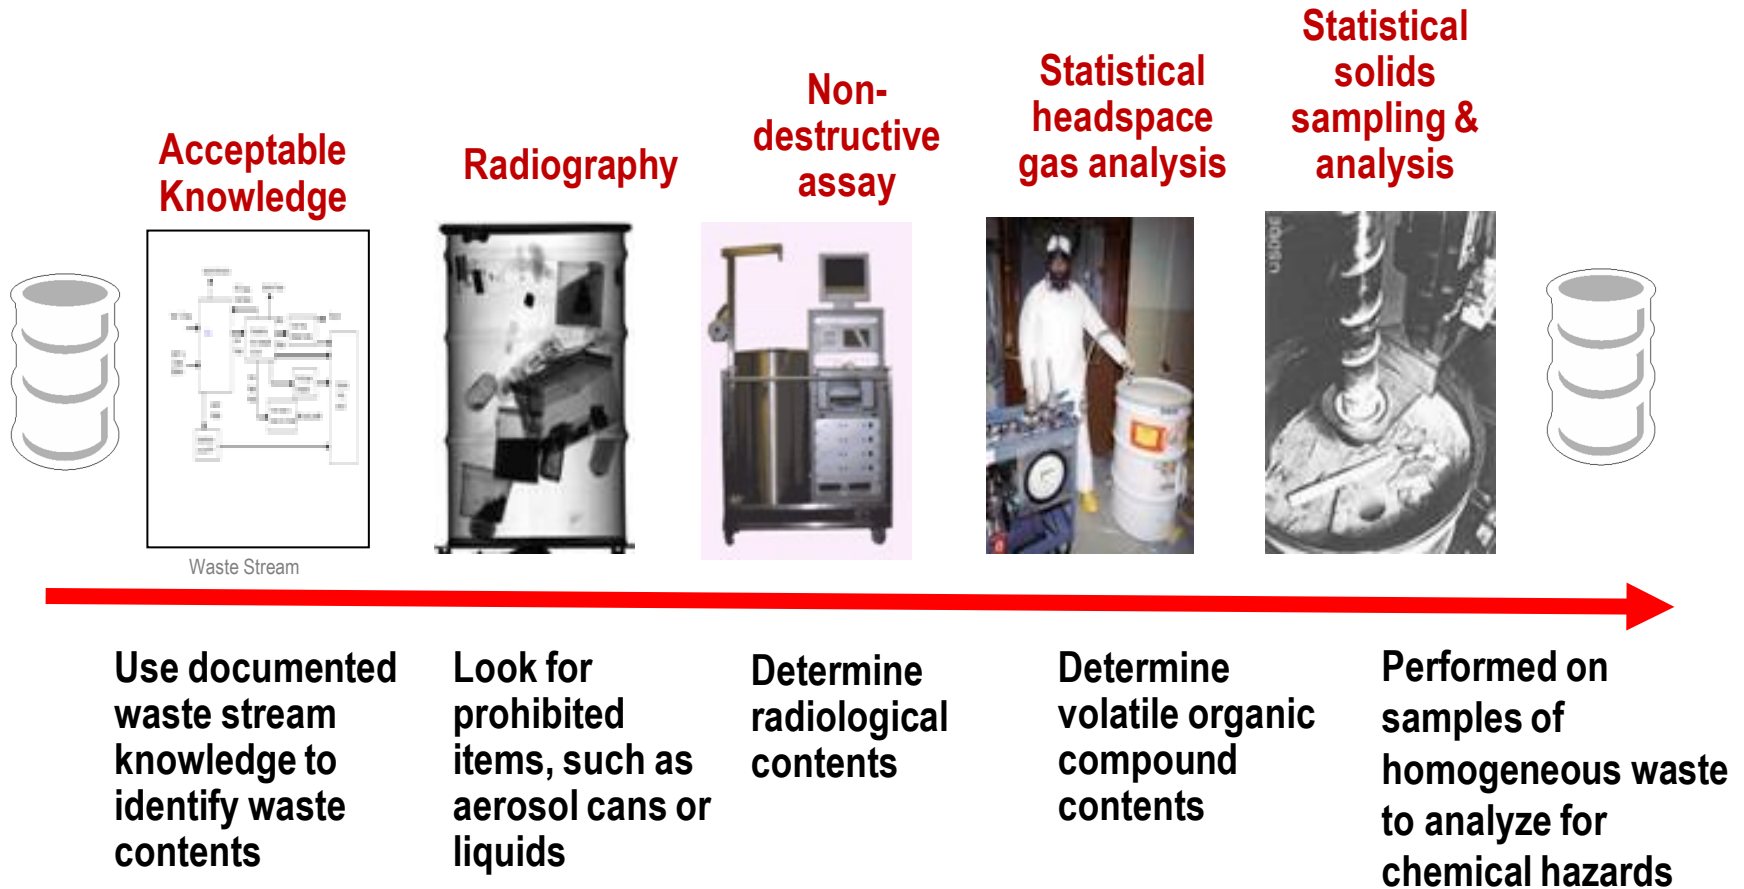 Acceptable
Knowledge
Radiography
Non-
destructive
assay
Statistical
headspace
gas analysis
Statistical
solids
sampling &
analysis
USDOE
Waste Stream
Use documented
waste stream
knowledge to
identify waste
contents
Look for
prohibited
items, such as
aerosol cans or
liquids
Determine
radiological
contents
Determine
volatile organic
compound
contents
Performed on
samples of
homogeneous waste
to analyze for
chemical hazards